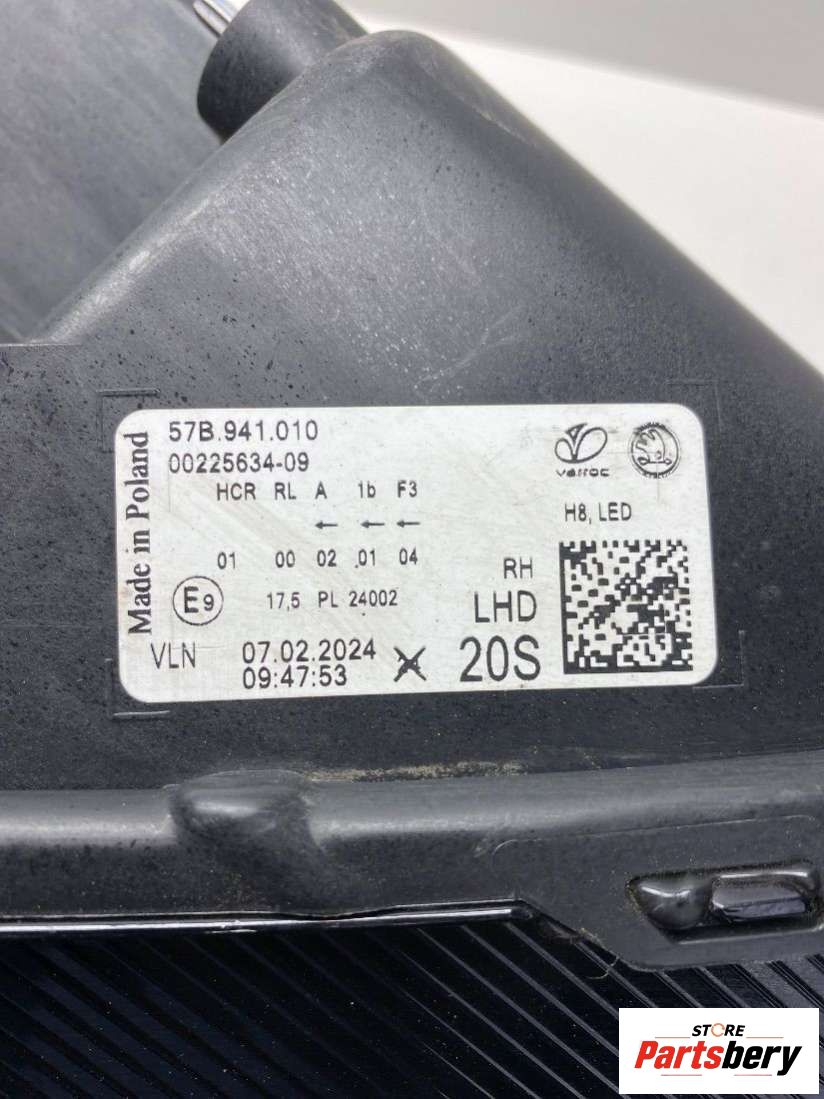 Made in Poland
57B.941.010
00225634-09
varroc
HCR RL A 1b F3
← ← ←
H8, LED
01 00 02 01 04
RH
E9
17,5 PL 24002
LHD
VLN
07.02.2024
09:47:53
20S
STORE
Partsbery